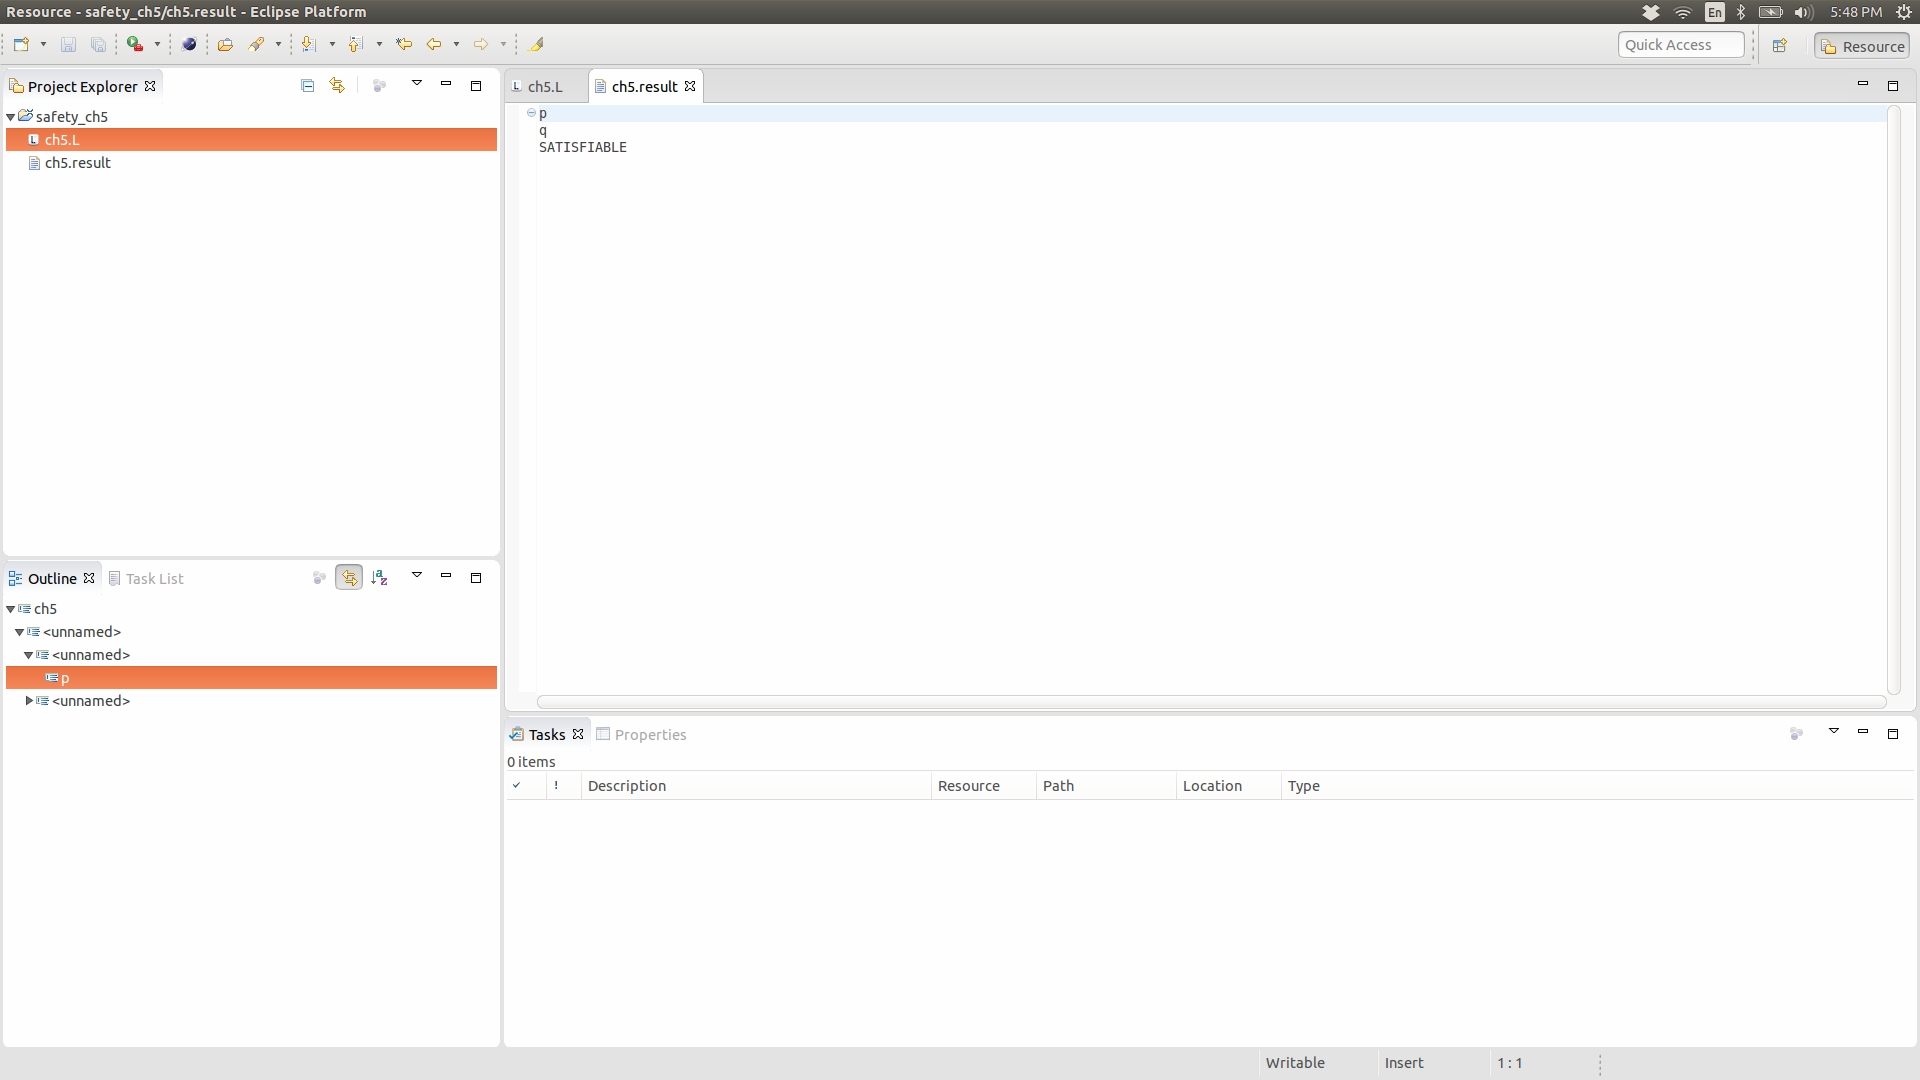 Resource - safety_ch5/ch5.result - Eclipse Platform
En
5:48 PM
Quick Access
Resource
Project Explorer
safety_ch5
ch5.L
ch5.result
ch5.L
ch5.result
p
q
SATISFIABLE
Outline
Task List
ch5
<unnamed>
<unnamed>
p
<unnamed>
Tasks
Properties
0 items
! Description Resource Path Location Type
Writable Insert 1 : 1